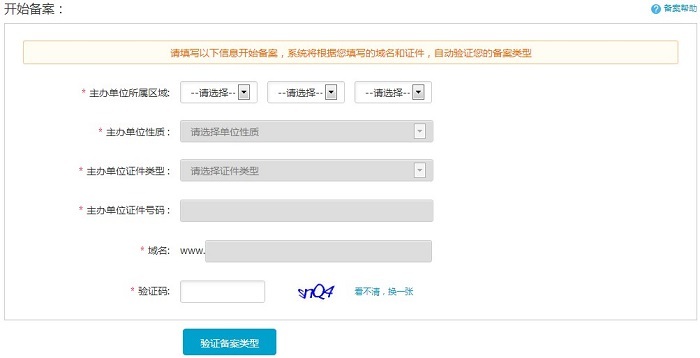 开始备案：
备案帮助
请填写以下信息开始备案，系统将根据您填写的域名和证件，自动验证您的备案类型
* 主办单位所属区域: --请选择-- --请选择-- --请选择--
* 主办单位性质： 请选择单位性质
* 主办单位证件类型： 请选择证件类型
* 主办单位证件号码：
* 域名: www.
* 验证码: snQ4 看不清，换一张
验证备案类型